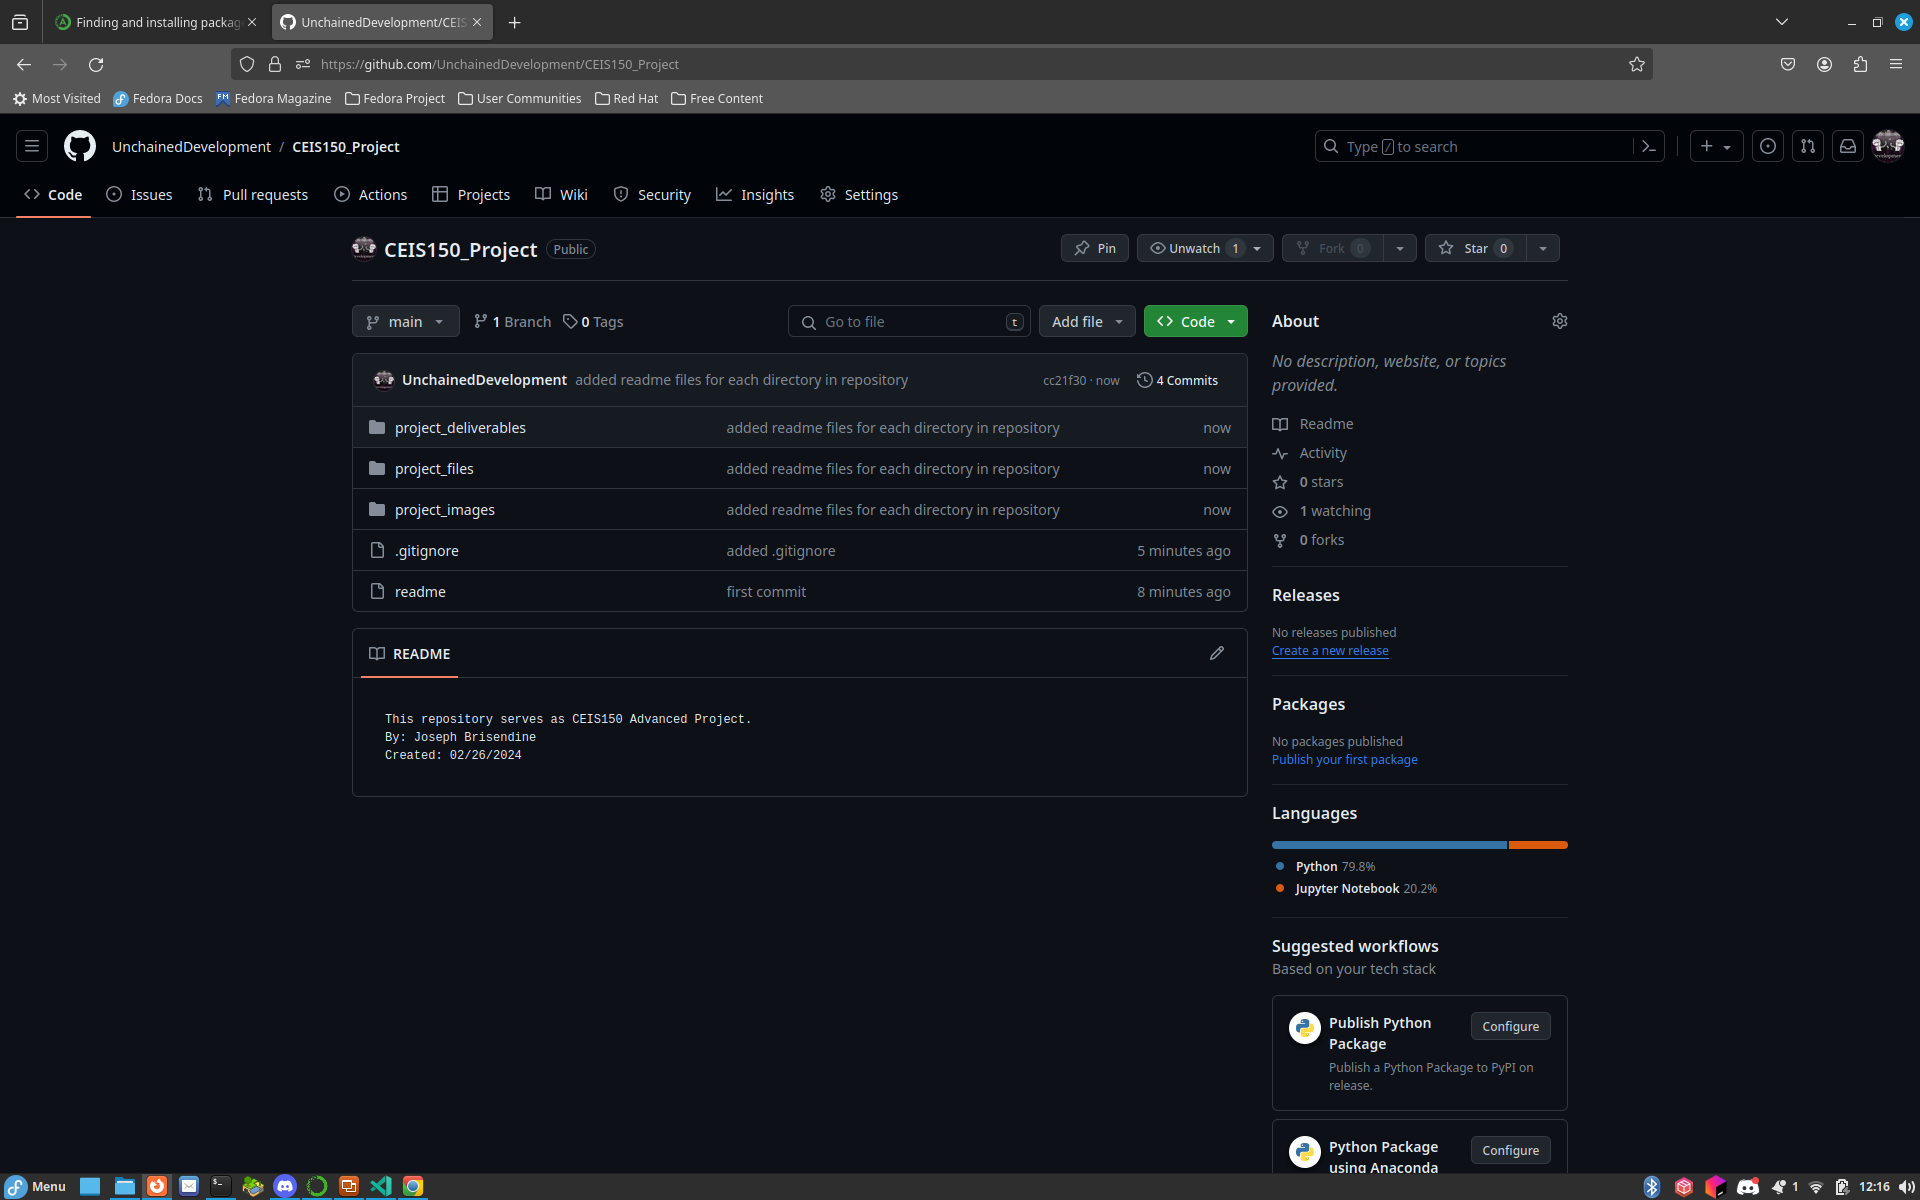 Finding and installing packag
UnchainedDevelopment/CEIS
https://github.com/UnchainedDevelopment/CEIS150_Project
Most Visited
Fedora Docs
Fedora Magazine
Fedora Project
User Communities
Red Hat
Free Content
UnchainedDevelopment / CEIS150_Project
Type / to search
Code
Issues
Pull requests
Actions
Projects
Wiki
Security
Insights
Settings
CEIS150_Project
Public
Pin
Unwatch 1
Fork 0
Star 0
main
1 Branch
0 Tags
Go to file
t
Add file
Code
UnchainedDevelopment added readme files for each directory in repository cc21f30 · now 4 Commits
project_deliverables added readme files for each directory in repository now
project_files added readme files for each directory in repository now
project_images added readme files for each directory in repository now
.gitignore added .gitignore 5 minutes ago
readme first commit 8 minutes ago
README
This repository serves as CEIS150 Advanced Project.
By: Joseph Brisendine
Created: 02/26/2024
About
No description, website, or topics
provided.
Readme
Activity
0 stars
1 watching
0 forks
Releases
No releases published
Create a new release
Packages
No packages published
Publish your first package
Languages
Python 79.8%
Jupyter Notebook 20.2%
Suggested workflows
Based on your tech stack
Publish Python
Package
Configure
Publish a Python Package to PyPI on
release.
Python Package
using Anaconda
Configure
Menu
1
12:16